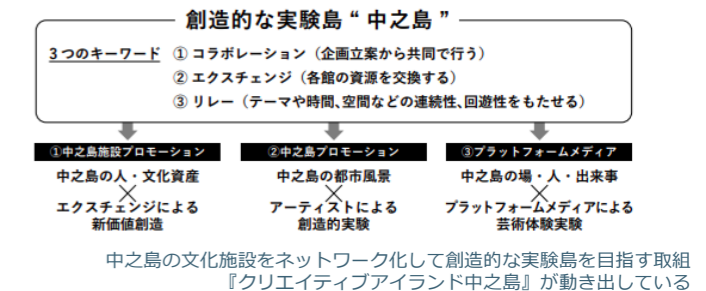 創造的な実験島“中之島”
3つのキーワード ① コラボレーション（企画立案から共同で行う）
② エクスチェンジ（各館の資源を交換する）
③ リレー（テーマや時間、空間などの連続性、回遊性をもたせる）
①中之島施設プロモーション
中之島の人・文化資産
×
エクスチェンジによる
新価値創造
②中之島プロモーション
中之島の都市風景
×
アーティストによる
創造的実験
③プラットフォームメディア
中之島の場・人・出来事
×
プラットフォームメディアによる
芸術体験実験
中之島の文化施設をネットワーク化して創造的な実験島を目指す取組
『クリエイティブアイランド中之島』が動き出している